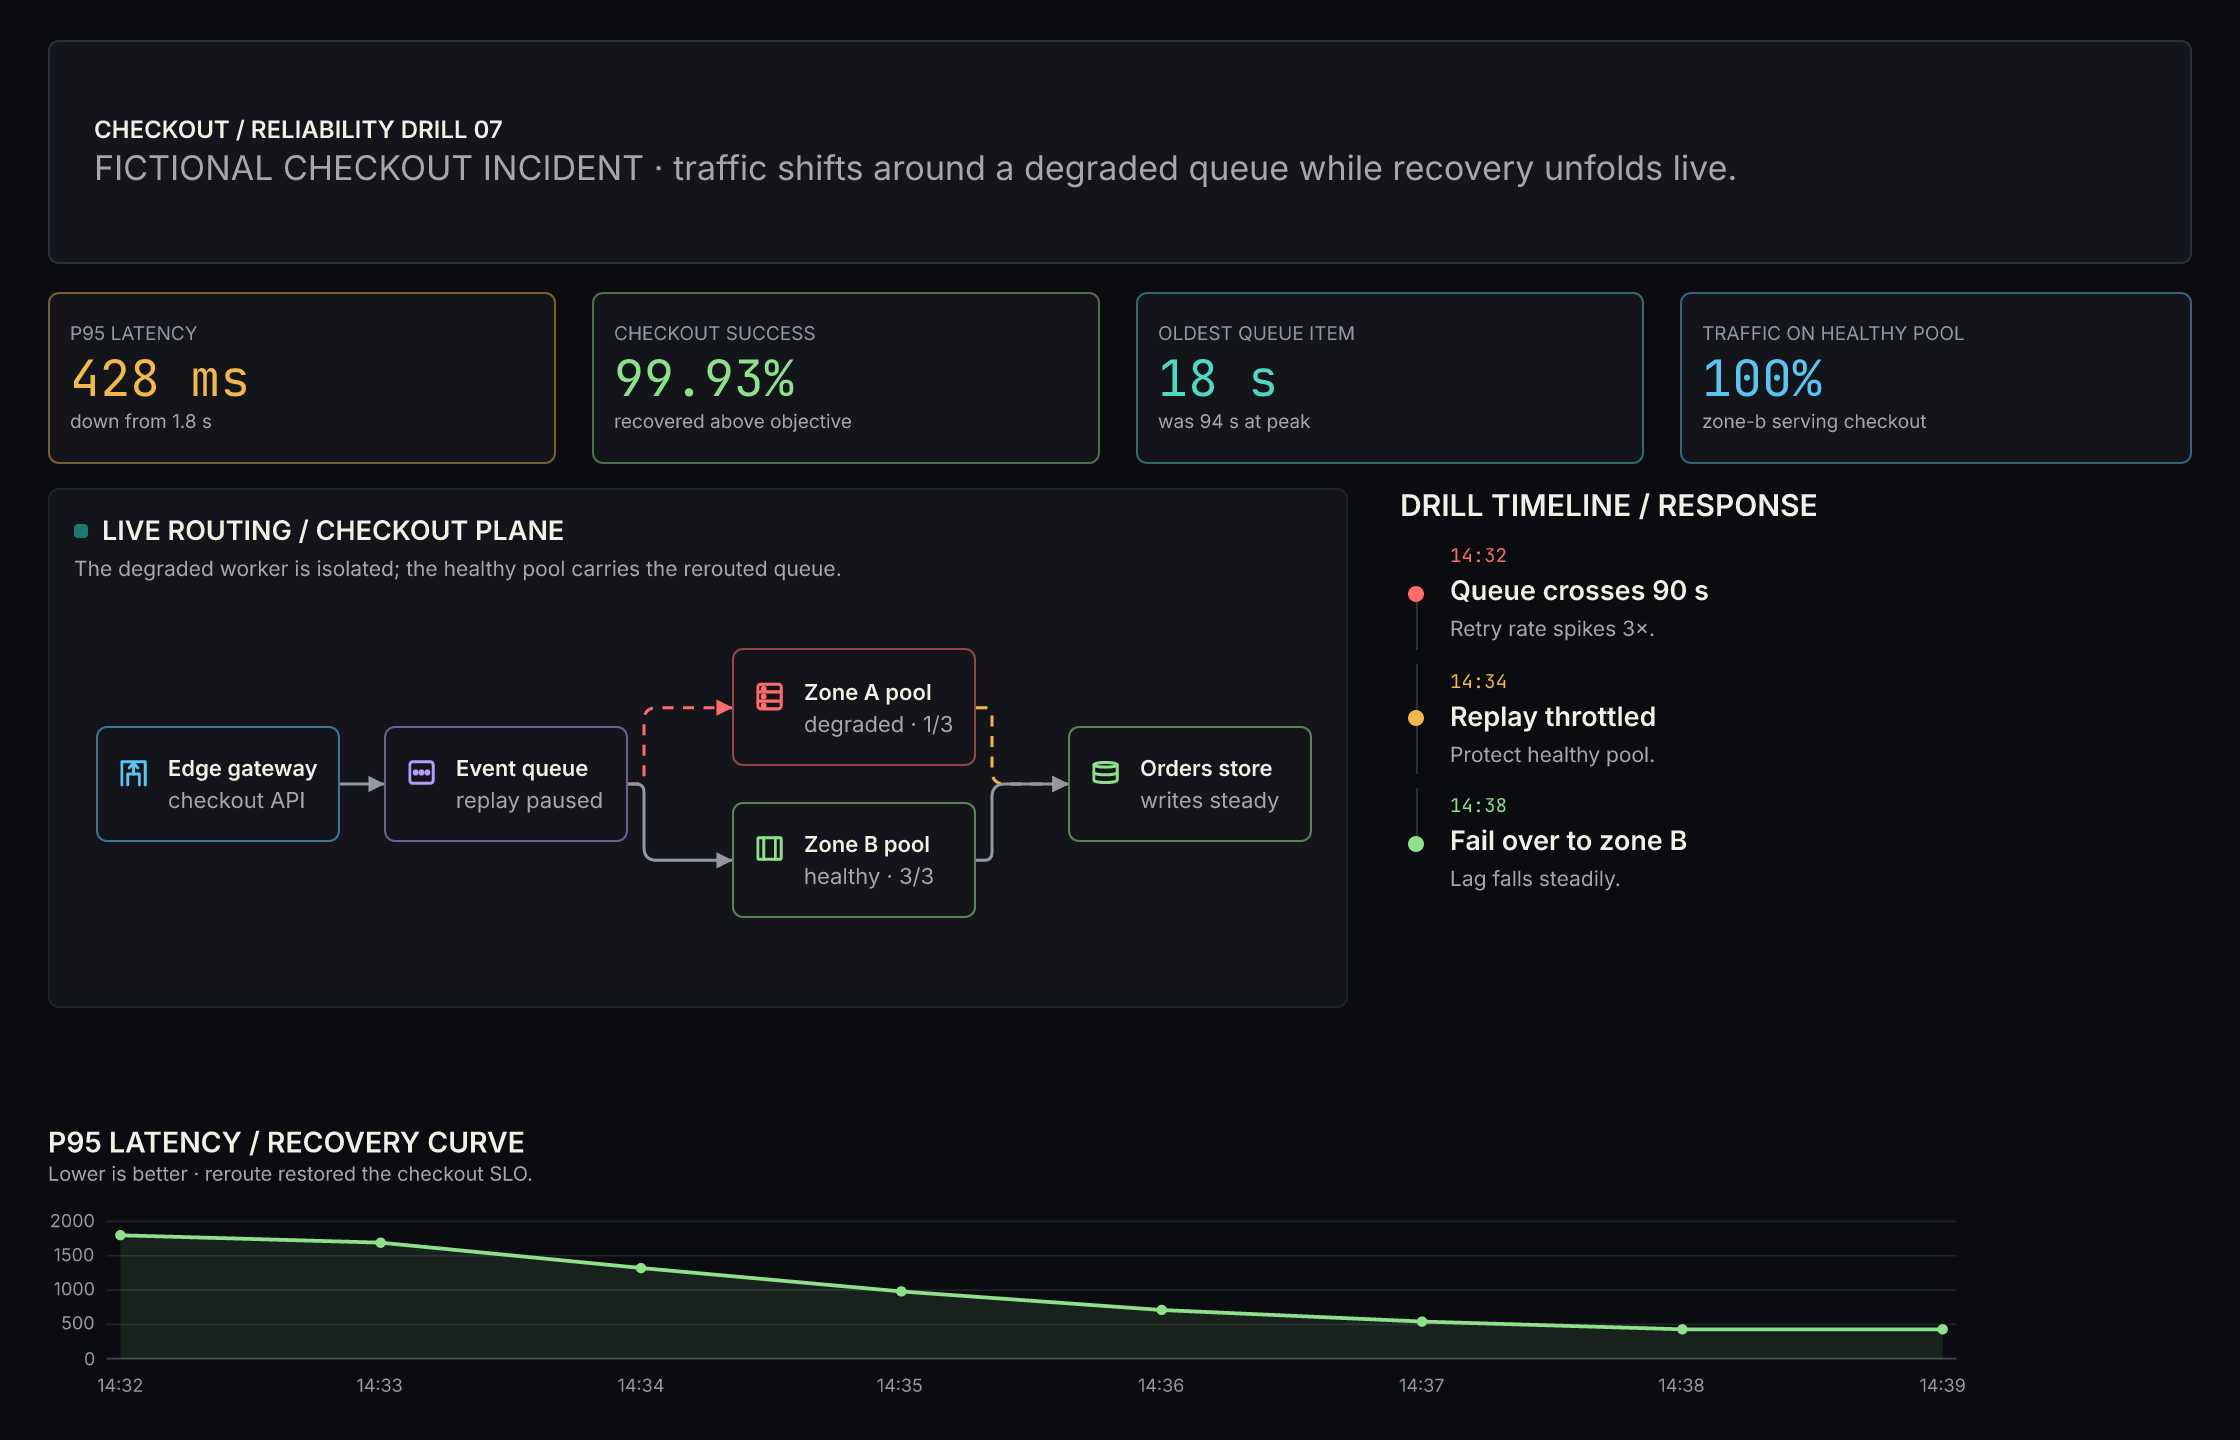 CHECKOUT / RELIABILITY DRILL 07
FICTIONAL CHECKOUT INCIDENT · traffic shifts around a degraded queue while recovery unfolds live.
P95 LATENCY
428 ms
down from 1.8 s
CHECKOUT SUCCESS
99.93%
recovered above objective
OLDEST QUEUE ITEM
18 s
was 94 s at peak
TRAFFIC ON HEALTHY POOL
100%
zone-b serving checkout
LIVE ROUTING / CHECKOUT PLANE
The degraded worker is isolated; the healthy pool carries the rerouted queue.
Edge gateway
checkout API
Event queue
replay paused
Zone A pool
degraded · 1/3
Zone B pool
healthy · 3/3
Orders store
writes steady
DRILL TIMELINE / RESPONSE
14:32
Queue crosses 90 s
Retry rate spikes 3×.
14:34
Replay throttled
Protect healthy pool.
14:38
Fail over to zone B
Lag falls steadily.
P95 LATENCY / RECOVERY CURVE
Lower is better · reroute restored the checkout SLO.
2000
1500
1000
500
0
14:32 14:33 14:34 14:35 14:36 14:37 14:38 14:39